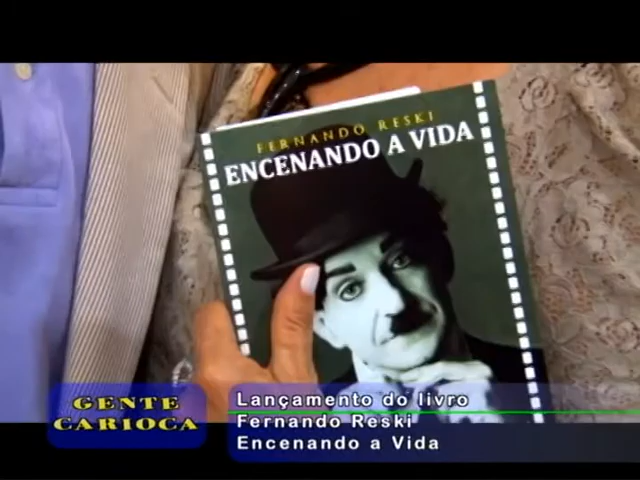 FERNANDO RESKI
ENCENANDO A VIDA
GENTE
CARIOCA
Lançamento do livro
Fernando Reski
Encenando a Vida